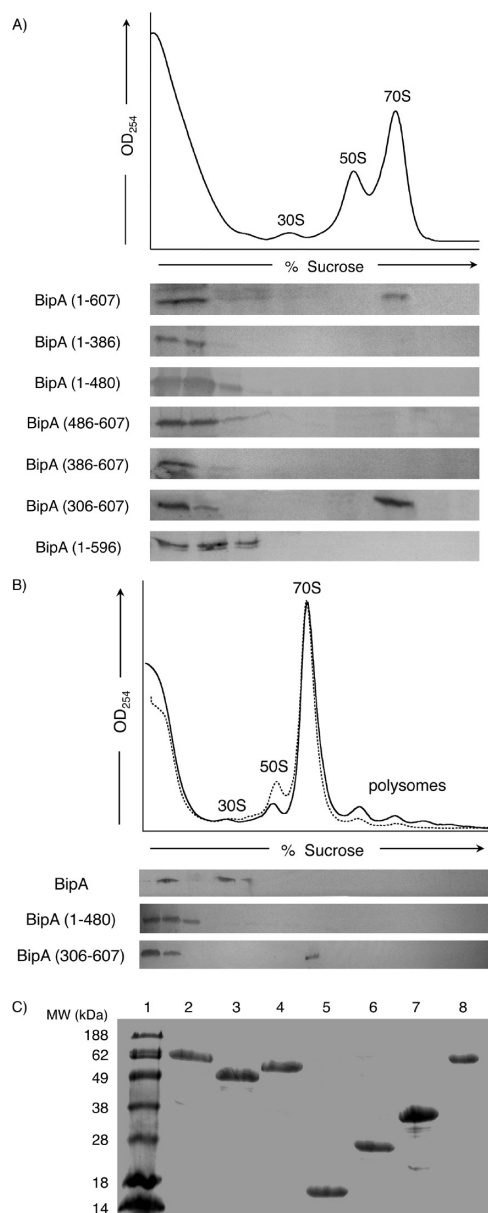 A)
OD254
30S
50S
70S
% Sucrose
BipA (1-607)
BipA (1-386)
BipA (1-480)
BipA (486-607)
BipA (386-607)
BipA (306-607)
BipA (1-596)
B)
OD254
30S
50S
70S
polysomes
% Sucrose
BipA
BipA (1-480)
BipA (306-607)
C)
MW (kDa) 1 2 3 4 5 6 7 8
188
62
49
38
28
18
14